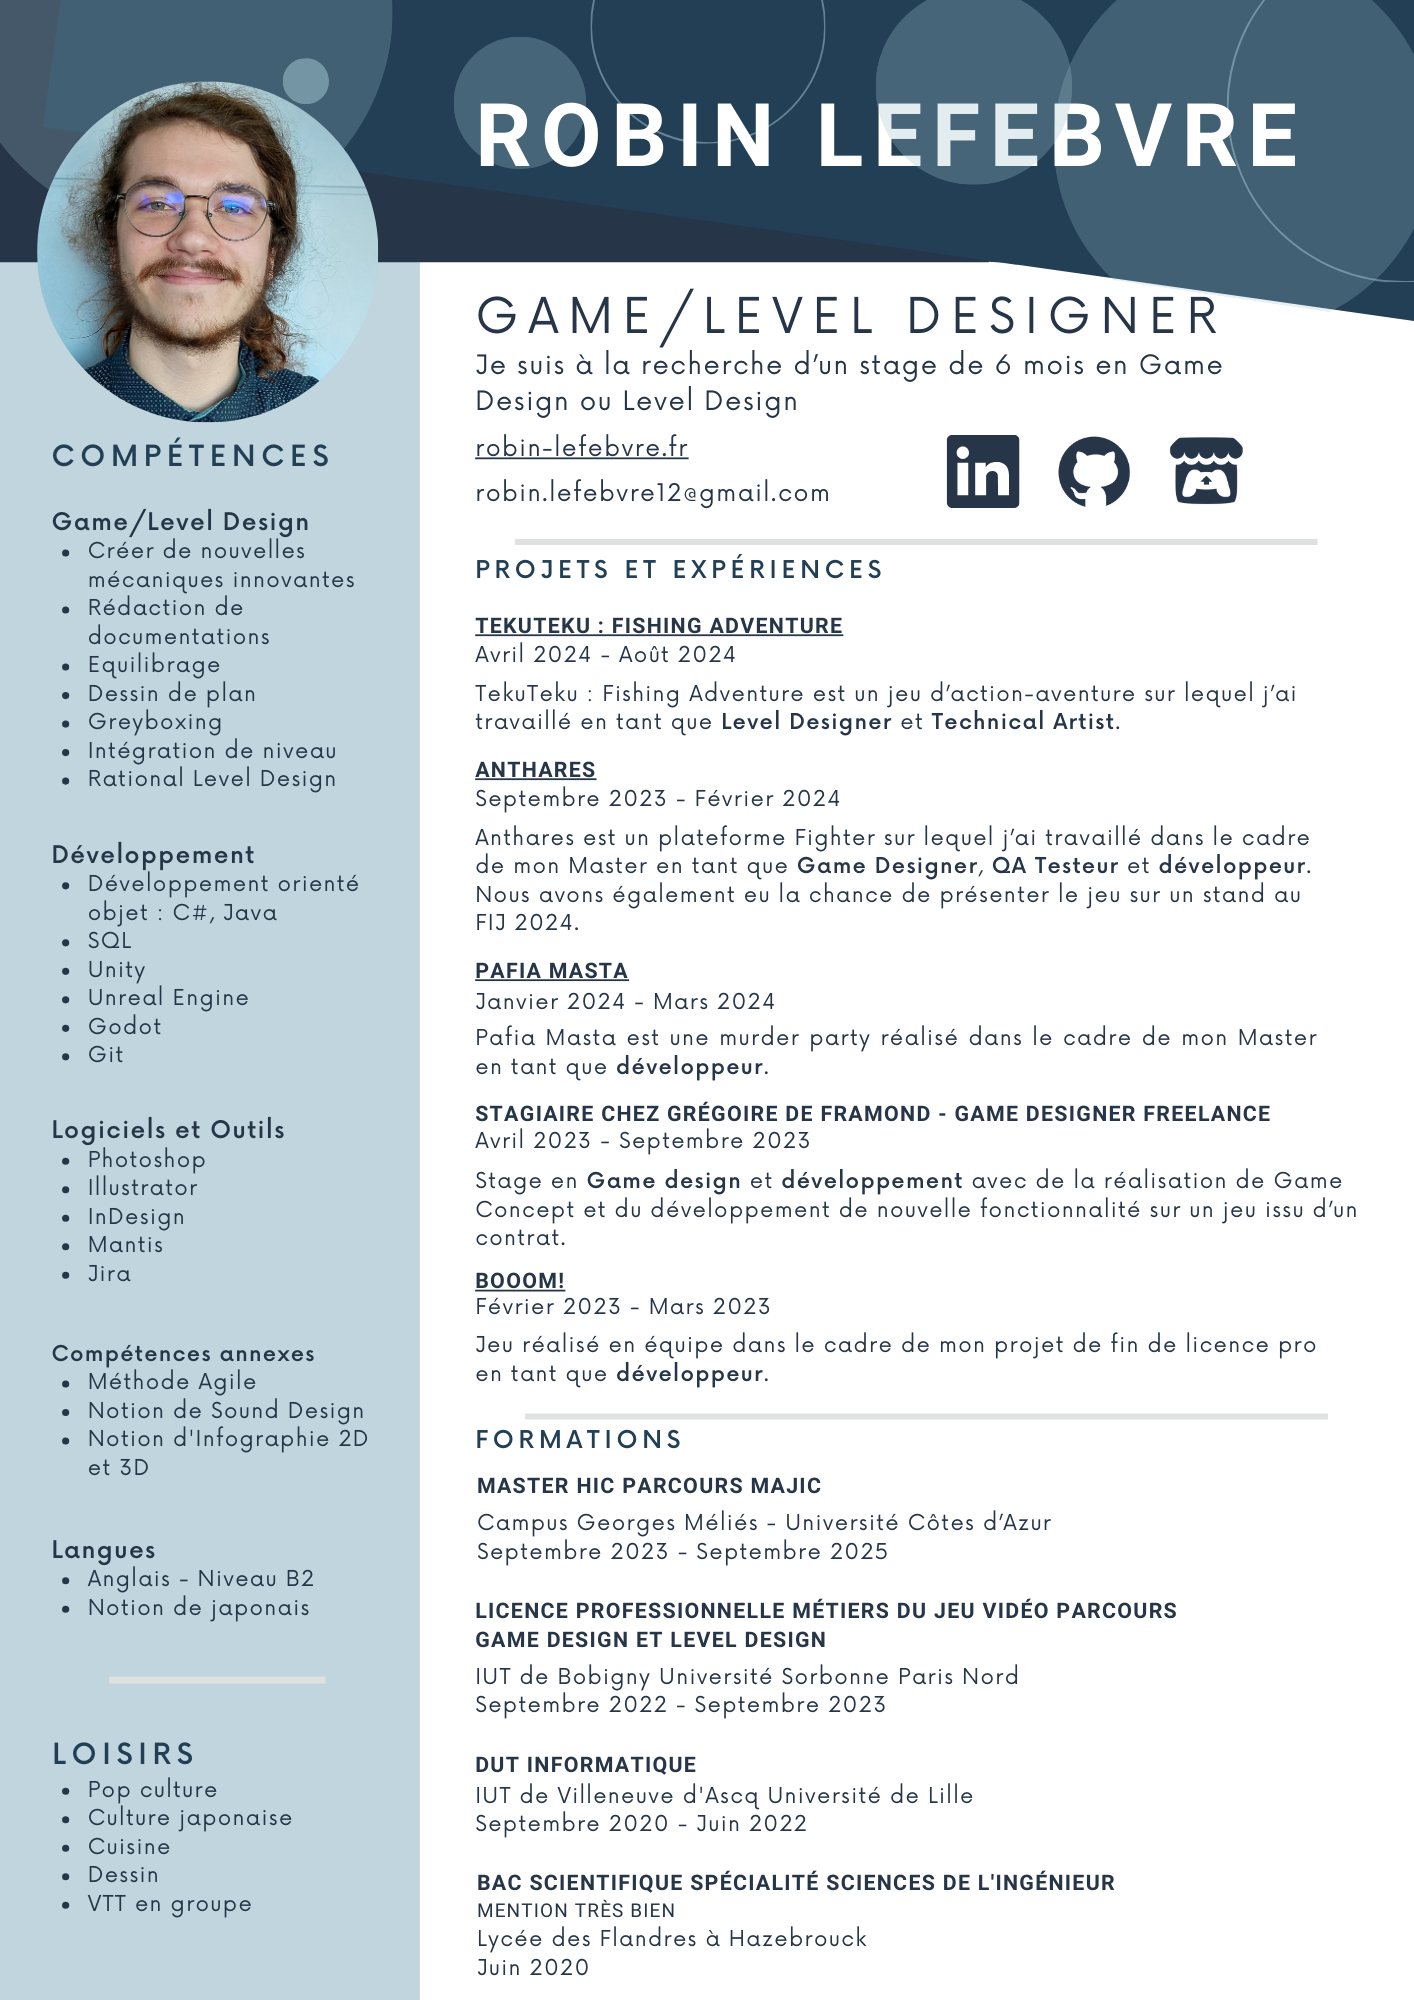 ROBIN LEFEBVRE
GAME/LEVEL DESIGNER
Je suis à la recherche d’un stage de 6 mois en Game
Design ou Level Design
robin-lefebvre.fr
robin.lefebvre12@gmail.com
in
COMPÉTENCES
Game/Level Design
• Créer de nouvelles
mécaniques innovantes
• Rédaction de
documentations
• Equilibrage
• Dessin de plan
• Greyboxing
• Intégration de niveau
• Rational Level Design
Développement
• Développement orienté
objet : C#, Java
• SQL
• Unity
• Unreal Engine
• Godot
• Git
Logiciels et Outils
• Photoshop
• Illustrator
• InDesign
• Mantis
• Jira
Compétences annexes
• Méthode Agile
• Notion de Sound Design
• Notion d'Infographie 2D
et 3D
Langues
• Anglais - Niveau B2
• Notion de japonais
LOISIRS
• Pop culture
• Culture japonaise
• Cuisine
• Dessin
• VTT en groupe
PROJETS ET EXPÉRIENCES
TEKUTEKU : FISHING ADVENTURE
Avril 2024 - Août 2024
TekuTeku : Fishing Adventure est un jeu d’action-aventure sur lequel j’ai
travaillé en tant que Level Designer et Technical Artist.
ANTHARES
Septembre 2023 - Février 2024
Anthares est un plateforme Fighter sur lequel j’ai travaillé dans le cadre
de mon Master en tant que Game Designer, QA Testeur et développeur.
Nous avons également eu la chance de présenter le jeu sur un stand au
FIJ 2024.
PAFIA MASTA
Janvier 2024 - Mars 2024
Pafia Masta est une murder party réalisé dans le cadre de mon Master
en tant que développeur.
STAGIAIRE CHEZ GRÉGOIRE DE FRAMOND - GAME DESIGNER FREELANCE
Avril 2023 - Septembre 2023
Stage en Game design et développement avec de la réalisation de Game
Concept et du développement de nouvelle fonctionnalité sur un jeu issu d’un
contrat.
BOOOM!
Février 2023 - Mars 2023
Jeu réalisé en équipe dans le cadre de mon projet de fin de licence pro
en tant que développeur.
FORMATIONS
MASTER HIC PARCOURS MAJIC
Campus Georges Méliés - Université Côtes d’Azur
Septembre 2023 - Septembre 2025
LICENCE PROFESSIONNELLE MÉTIERS DU JEU VIDÉO PARCOURS
GAME DESIGN ET LEVEL DESIGN
IUT de Bobigny Université Sorbonne Paris Nord
Septembre 2022 - Septembre 2023
DUT INFORMATIQUE
IUT de Villeneuve d'Ascq Université de Lille
Septembre 2020 - Juin 2022
BAC SCIENTIFIQUE SPÉCIALITÉ SCIENCES DE L'INGÉNIEUR
MENTION TRÈS BIEN
Lycée des Flandres à Hazebrouck
Juin 2020